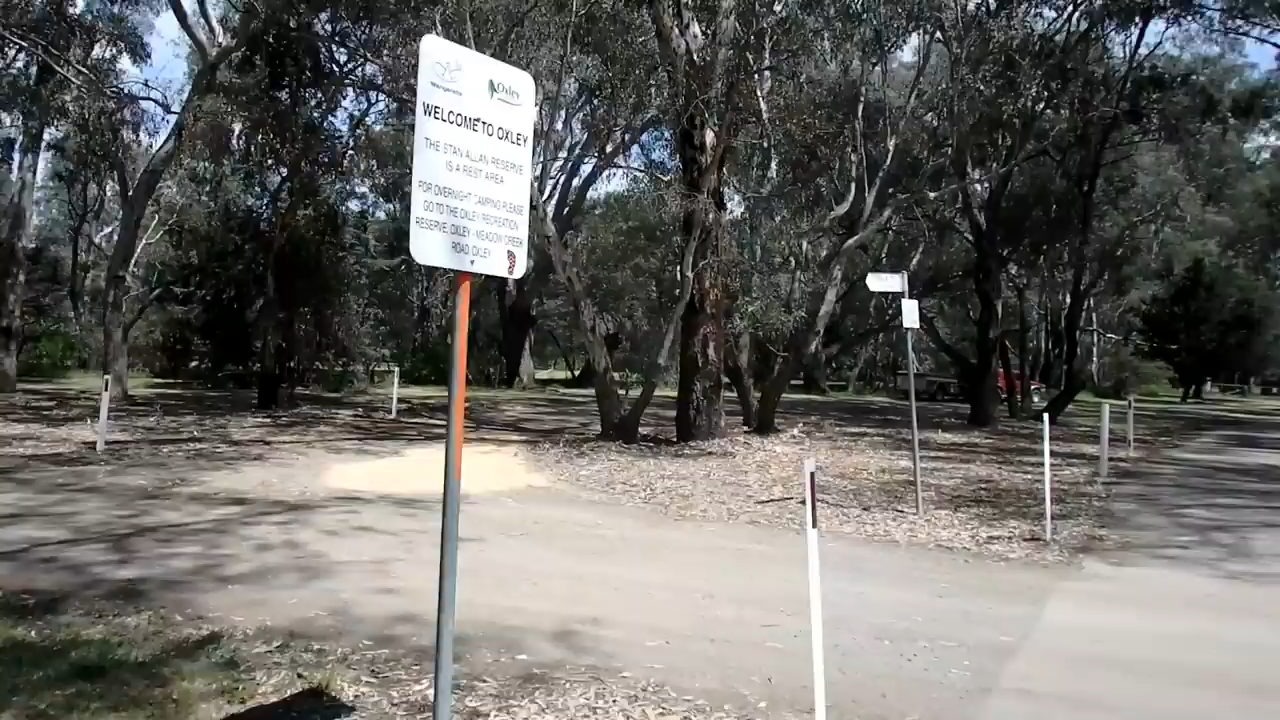 Wangaratta
Oxley
WELCOME TO OXLEY
THE STAN ALLAN RESERVE
IS A REST AREA
FOR OVERNIGHT CAMPING PLEASE
GO TO THE OXLEY RECREATION
RESERVE, OXLEY - MEADOW CREEK
ROAD, OXLEY